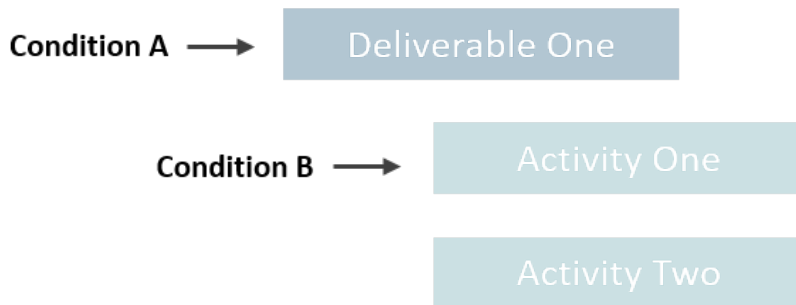 Condition A Deliverable One
Condition B Activity One
Activity Two